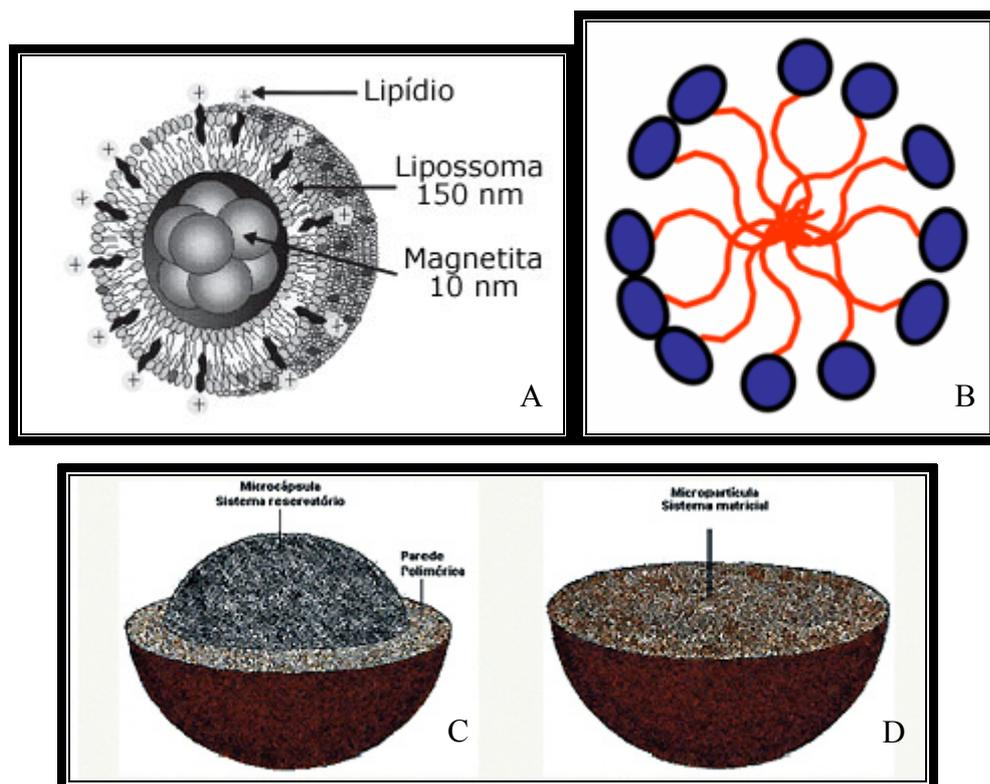 Lipídio
Lipossoma
150 nm
Magnetita
10 nm
A
B
Microcápsula
Sistema reservatório
Parede
Polimérica
C
Micropartícula
Sistema matricial
D